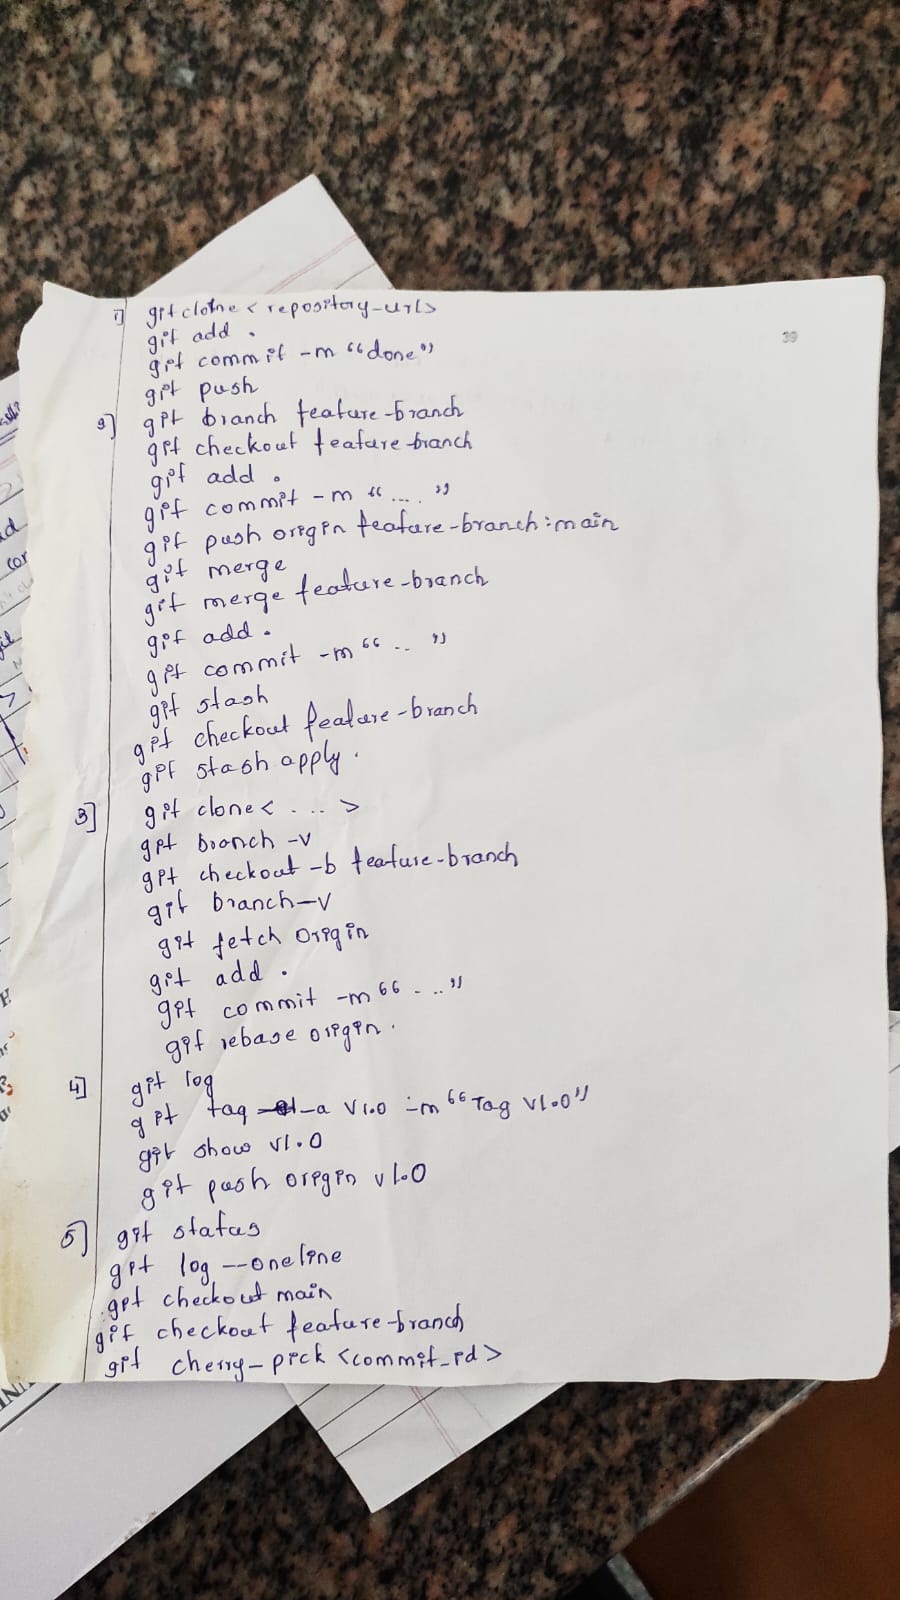 39
1] git clone <repository-url>
git add .
git commit -m "done"
git push
2] git branch feature-branch
git checkout feature-branch
git add .
git commit -m "...."
git push origin feature-branch:main
git merge
git merge feature-branch
git add .
git commit -m ".."
git stash
git checkout feature-branch
git stash apply.
3] git clone < .... >
git branch -v
git checkout -b feature-branch
git branch -v
git fetch origin
git add .
git commit -m "..."
git rebase origin.
4] git log
git tag -a v1.0 -m "Tag v1.0"
git show v1.0
git push origin v1.0
5] git status
git log --oneline
git checkout main
git checkout feature-branch
git cherry-pick <commit_id>